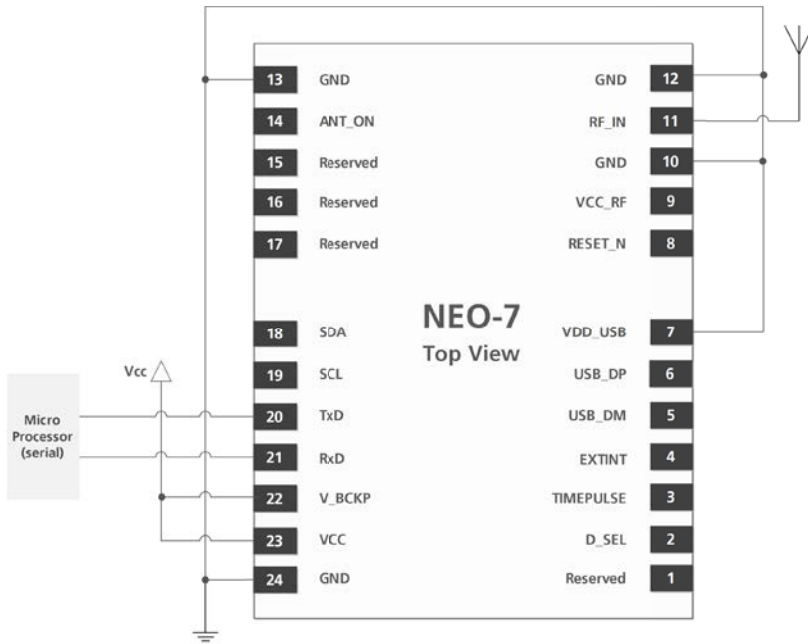 13 GND GND 12
14 ANT_ON RF_IN 11
15 Reserved GND 10
16 Reserved VCC_RF 9
17 Reserved RESET_N 8
NEO-7
Top View
18 SDA VDD_USB 7
Vcc
19 SCL USB_DP 6
Micro
Processor
(serial)
20 TxD USB_DM 5
21 RxD EXTINT 4
22 V_BCKP TIMEPULSE 3
23 VCC D_SEL 2
24 GND Reserved 1